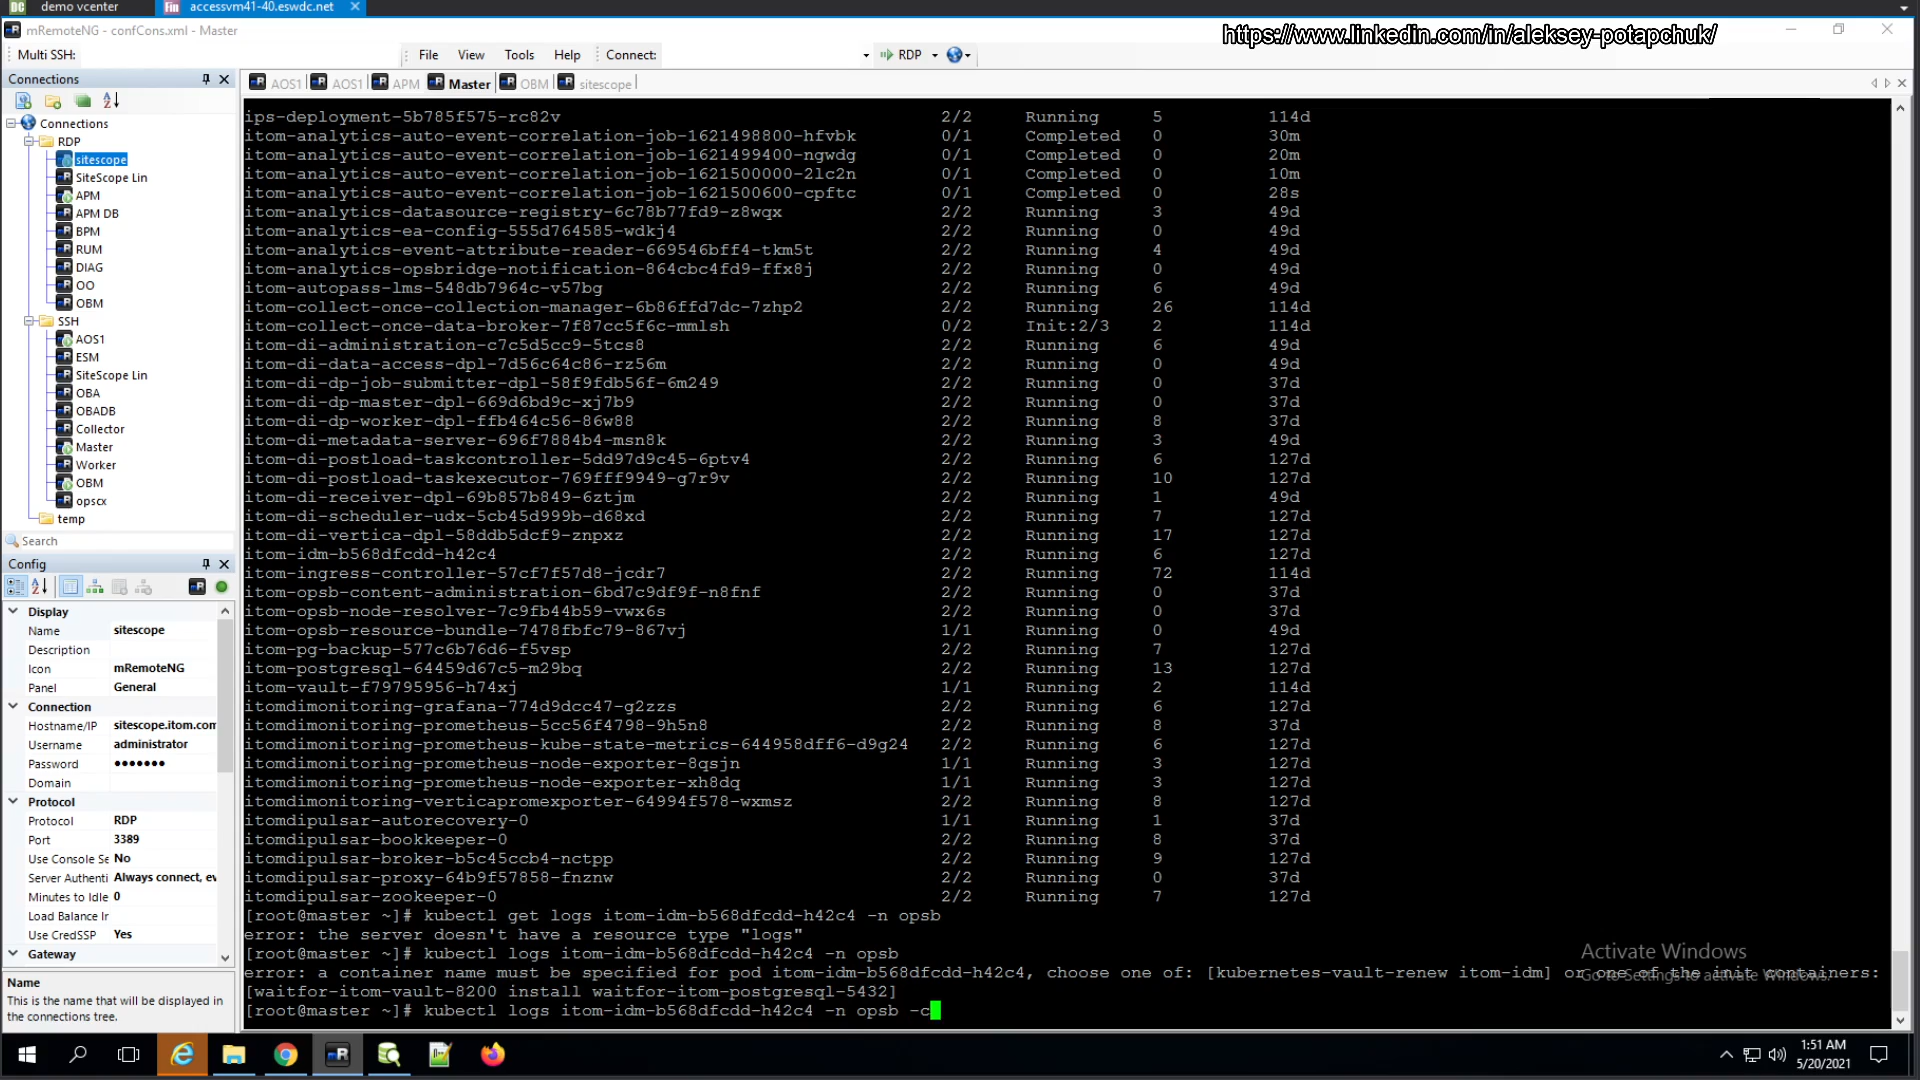 demo vcenter
accessvm41-40.eswdc.net
https://www.linkedin.com/in/aleksey-potapchuk/
mRemoteNG - confCons.xml - Master
Multi SSH:
File View Tools Help Connect: RDP
Connections
AOS1 AOS1 APM Master OBM sitescope
Connections
RDP
sitescope
SiteScope Lin
APM
APM DB
BPM
RUM
DIAG
OO
OBM
SSH
AOS1
ESM
SiteScope Lin
OBA
OBADB
Collector
Master
Worker
OBM
opscx
temp
Search
Config
Display
Name sitescope
Description
Icon mRemoteNG
Panel General
Connection
Hostname/IP sitescope.itom.com
Username administrator
Password ●●●●●●●
Domain
Protocol
Protocol RDP
Port 3389
Use Console Se No
Server Authenti Always connect, ev
Minutes to Idle 0
Load Balance Ir
Use CredSSP Yes
Gateway
Name
This is the name that will be displayed in
the connections tree.
ips-deployment-5b785f575-rc82v 2/2 Running 5 114d
itom-analytics-auto-event-correlation-job-1621498800-hfvbk 0/1 Completed 0 30m
itom-analytics-auto-event-correlation-job-1621499400-ngwdg 0/1 Completed 0 20m
itom-analytics-auto-event-correlation-job-1621500000-2lc2n 0/1 Completed 0 10m
itom-analytics-auto-event-correlation-job-1621500600-cpftc 0/1 Completed 0 28s
itom-analytics-datasource-registry-6c78b77fd9-z8wqx 2/2 Running 3 49d
itom-analytics-ea-config-555d764585-wdkj4 2/2 Running 0 49d
itom-analytics-event-attribute-reader-669546bff4-tkm5t 2/2 Running 4 49d
itom-analytics-opsbridge-notification-864cbc4fd9-ffx8j 2/2 Running 0 49d
itom-autopass-lms-548db7964c-v57bg 2/2 Running 6 49d
itom-collect-once-collection-manager-6b86ffd7dc-7zhp2 2/2 Running 26 114d
itom-collect-once-data-broker-7f87cc5f6c-mmlsh 0/2 Init:2/3 2 114d
itom-di-administration-c7c5d5cc9-5tcs8 2/2 Running 6 49d
itom-di-data-access-dpl-7d56c64c86-rz56m 2/2 Running 0 49d
itom-di-dp-job-submitter-dpl-58f9fdb56f-6m249 2/2 Running 0 37d
itom-di-dp-master-dpl-669d6bd9c-xj7b9 2/2 Running 0 37d
itom-di-dp-worker-dpl-ffb464c56-86w88 2/2 Running 8 37d
itom-di-metadata-server-696f7884b4-msn8k 2/2 Running 3 49d
itom-di-postload-taskcontroller-5dd97d9c45-6ptv4 2/2 Running 6 127d
itom-di-postload-taskexecutor-769fff9949-g7r9v 2/2 Running 10 127d
itom-di-receiver-dpl-69b857b849-6ztjm 2/2 Running 1 49d
itom-di-scheduler-udx-5cb45d999b-d68xd 2/2 Running 7 127d
itom-di-vertica-dpl-58ddb5dcf9-znpxz 2/2 Running 17 127d
itom-idm-b568dfcdd-h42c4 2/2 Running 6 127d
itom-ingress-controller-57cf7f57d8-jcdr7 2/2 Running 72 114d
itom-opsb-content-administration-6bd7c9df9f-n8fnf 2/2 Running 0 37d
itom-opsb-node-resolver-7c9fb44b59-vwx6s 2/2 Running 0 37d
itom-opsb-resource-bundle-7478fbfc79-867vj 1/1 Running 0 49d
itom-pg-backup-577c6b76d6-f5vsp 2/2 Running 7 127d
itom-postgresql-64459d67c5-m29bq 2/2 Running 13 127d
itom-vault-f79795956-h74xj 1/1 Running 2 114d
itomdimonitoring-grafana-774d9dcc47-g2zzs 2/2 Running 6 127d
itomdimonitoring-prometheus-5cc56f4798-9h5n8 2/2 Running 8 37d
itomdimonitoring-prometheus-kube-state-metrics-644958dff6-d9g24 2/2 Running 6 127d
itomdimonitoring-prometheus-node-exporter-8qsjn 1/1 Running 3 127d
itomdimonitoring-prometheus-node-exporter-xh8dq 1/1 Running 3 127d
itomdimonitoring-verticapromexporter-64994f578-wxmsz 2/2 Running 8 127d
itomdipulsar-autorecovery-0 1/1 Running 1 37d
itomdipulsar-bookkeeper-0 2/2 Running 8 37d
itomdipulsar-broker-b5c45ccb4-nctpp 2/2 Running 9 127d
itomdipulsar-proxy-64b9f57858-fnznw 2/2 Running 0 37d
itomdipulsar-zookeeper-0 2/2 Running 7 127d
[root@master ~]# kubectl get logs itom-idm-b568dfcdd-h42c4 -n opsb
error: the server doesn't have a resource type "logs"
[root@master ~]# kubectl logs itom-idm-b568dfcdd-h42c4 -n opsb
error: a container name must be specified for pod itom-idm-b568dfcdd-h42c4, choose one of: [kubernetes-vault-renew itom-idm] or one of the init containers:
[waitfor-itom-vault-8200 install waitfor-itom-postgresql-5432]
[root@master ~]# kubectl logs itom-idm-b568dfcdd-h42c4 -n opsb -c
Activate Windows
Go to Settings to activate Windows.
1:51 AM
5/20/2021